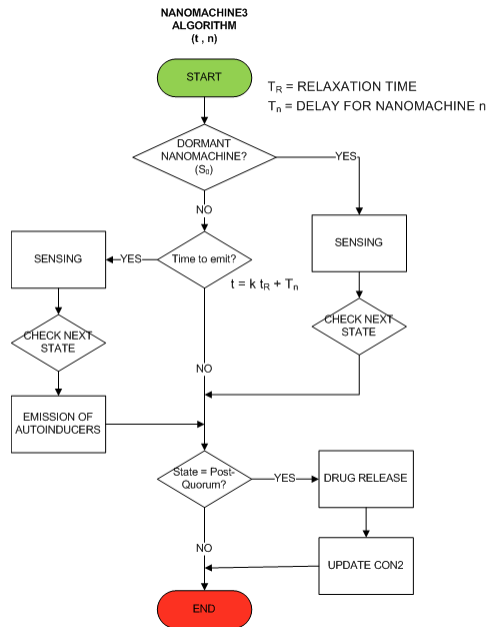 NANOMACHINE3
ALGORITHM
(t , n)
START
T_R = RELAXATION TIME
T_n = DELAY FOR NANOMACHINE n
DORMANT
NANOMACHINE?
(S_0)
YES
NO
SENSING
YES
Time to emit?
SENSING
t = k t_R + T_n
CHECK NEXT
STATE
CHECK NEXT
STATE
NO
EMISSION OF
AUTOINDUCERS
State = Post-
Quorum?
YES
DRUG RELEASE
NO
UPDATE CON2
END